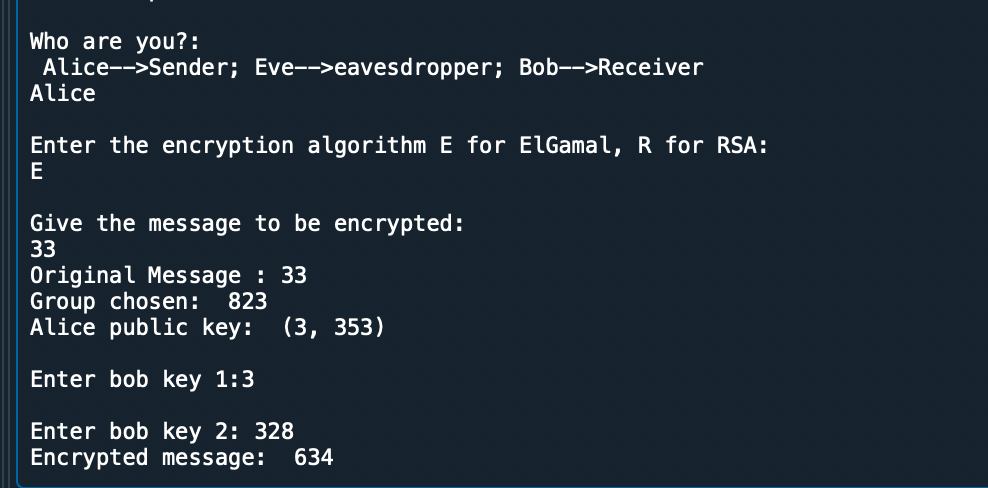 Who are you?:
Alice-->Sender; Eve-->eavesdropper; Bob-->Receiver
Alice
Enter the encryption algorithm E for ElGamal, R for RSA:
E
Give the message to be encrypted:
33
Original Message : 33
Group chosen:  823
Alice public key:  (3, 353)
Enter bob key 1:3
Enter bob key 2: 328
Encrypted message:  634